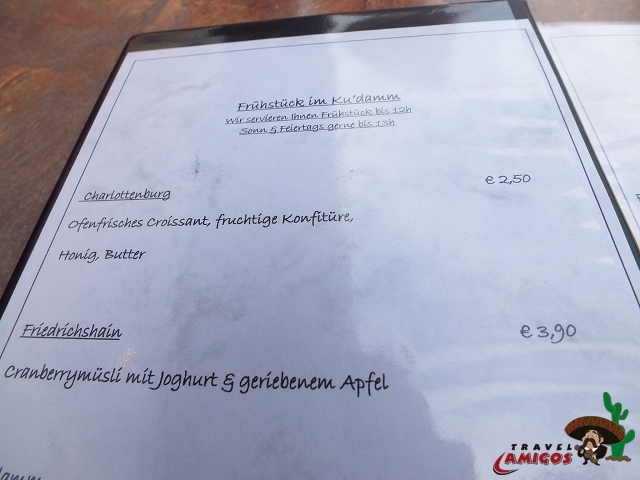 Frühstück im Ku'damm
Wir servieren Ihnen Frühstück bis 12h
Sonn & Feiertags gerne bis 13h
Charlottenburg € 2,50
Ofenfrisches Croissant, fruchtige Konfitüre,
Honig, Butter
Friedrichshain € 3,90
Cranberrymüsli mit Joghurt & geriebenem Apfel
TRAVEL
AMIGOS